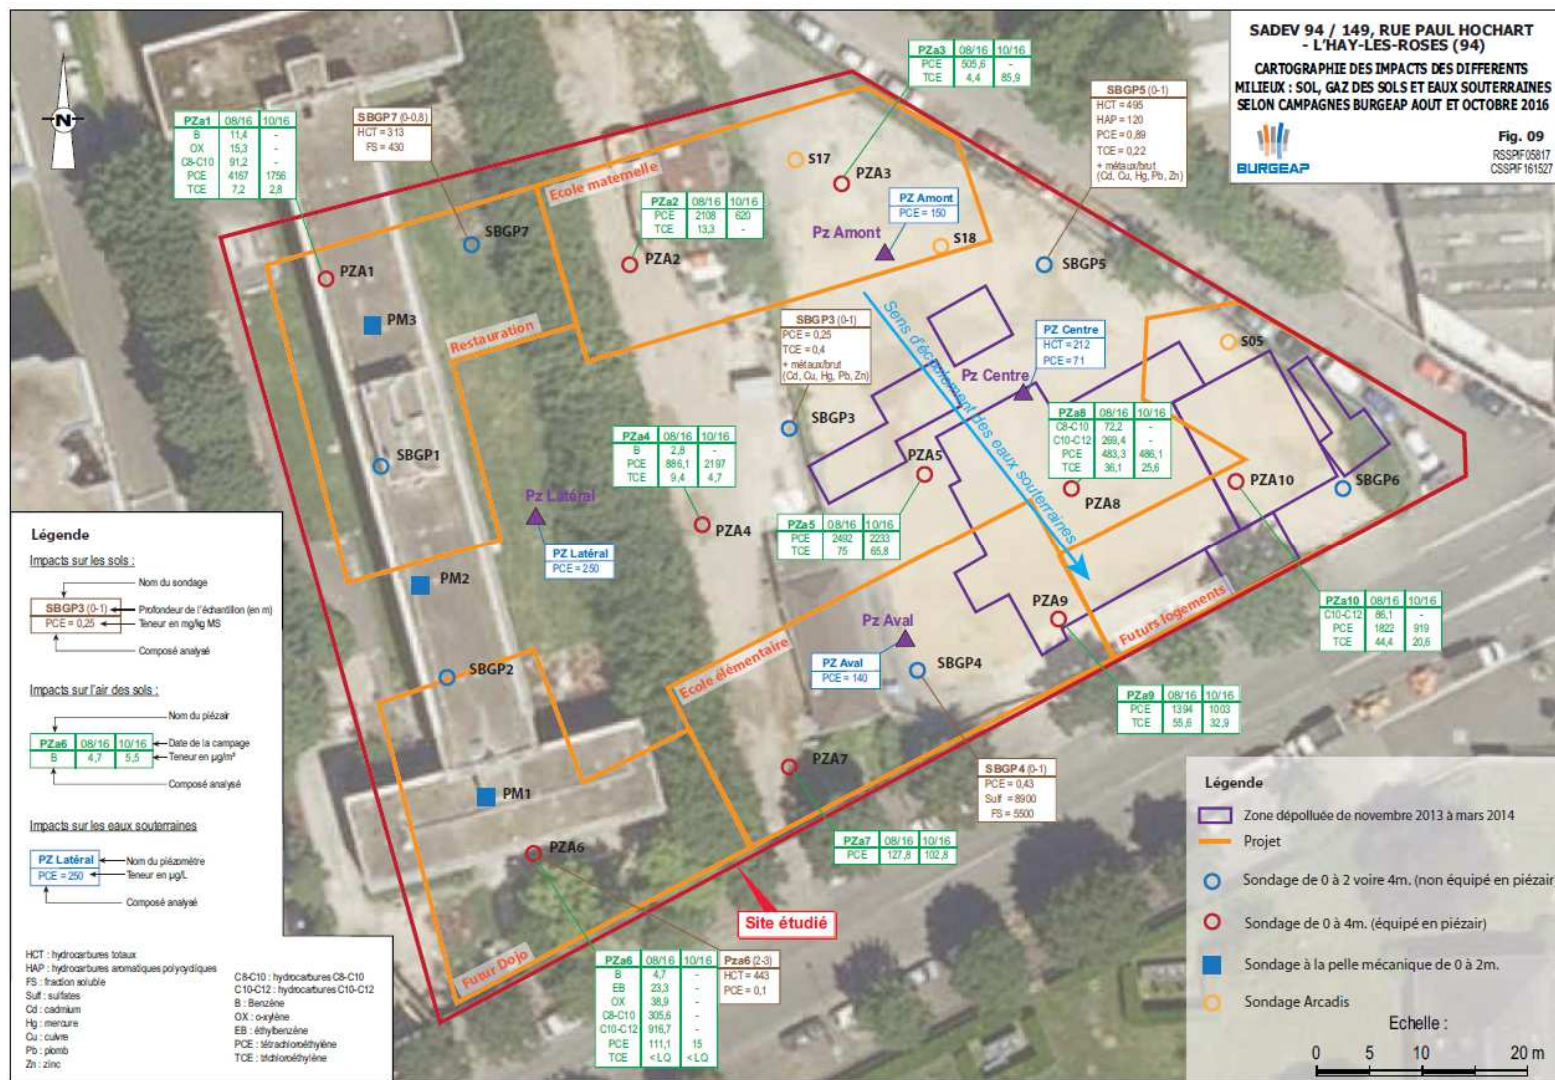 SADEV 94 / 149, RUE PAUL HOCHART
- L'HAY-LES-ROSES (94)
CARTOGRAPHIE DES IMPACTS DES DIFFERENTS
MILIEUX : SOL, GAZ DES SOLS ET EAUX SOUTERRAINES
SELON CAMPAGNES BURGEAP AOUT ET OCTOBRE 2016
BURGEAP
Fig. 09
RSSPIF05817
CSSPIF161527
N
PZa1 08/16 10/16
B 11,4 -
OX 15,3 -
C8-C10 91,2 -
PCE 4167 1756
TCE 7,2 2,8
SBGP7 (0-0,8)
HCT = 313
FS = 430
PZa3 08/16 10/16
PCE 505,6 -
TCE 4,4 85,9
SBGP5 (0-1)
HCT = 495
HAP = 120
PCE = 0,89
TCE = 0,22
+ métaux/brut
(Cd, Cu, Hg, Pb, Zn)
PZa2 08/16 10/16
PCE 2108 620
TCE 13,3 -
PZ Amont
PCE = 150
Ecole maternelle
S17
PZA3
Pz Amont
S18
SBGP5
SBGP7
PZA2
PZA1
PM3
Restauration
SBGP3 (0-1)
PCE = 0,25
TCE = 0,4
+ métaux/brut
(Cd, Cu, Hg, Pb, Zn)
Sens d'écoulement des eaux souterraines
PZ Centre
HCT = 212
PCE = 71
Pz Centre
S05
SBGP3
PZa8 08/16 10/16
C8-C10 72,2 -
C10-C12 269,4 -
PCE 483,3 486,1
TCE 36,1 25,6
PZa4 08/16 10/16
B 2,8 -
PCE 886,1 2197
TCE 9,4 4,7
SBGP1
PZA5
PZA8
PZA10
SBGP6
Pz Latéral
PZA4
PZa5 08/16 10/16
PCE 2492 2233
TCE 75 65,8
PZ Latéral
PCE = 250
PM2
PZA9
Futurs logements
PZa10 08/16 10/16
C10-C12 86,1 -
PCE 1822 919
TCE 44,4 20,6
Pz Aval
PZ Aval
PCE = 140
SBGP4
Ecole élémentaire
SBGP2
PZa9 08/16 10/16
PCE 1394 1003
TCE 55,6 32,9
PZA7
SBGP4 (0-1)
PCE = 0,43
Sulf = 8900
FS = 5500
PM1
PZA6
PZa7 08/16 10/16
PCE 127,8 102,8
Site étudié
Futur Dojo
PZa6 08/16 10/16
B 4,7 -
EB 23,3 -
OX 38,9 -
C8-C10 305,6 -
C10-C12 916,7 -
PCE 111,1 15
TCE <LQ <LQ
Pza6 (2-3)
HCT = 443
PCE = 0,1
Légende
Impacts sur les sols :
Nom du sondage
SBGP3 (0-1) Profondeur de l'échantillon (en m)
PCE = 0,25 Teneur en mg/kg MS
Composé analysé
Impacts sur l'air des sols :
Nom du piézair
PZa6 08/16 10/16 Date de la campage
B 4,7 5,5 Teneur en µg/m³
Composé analysé
Impacts sur les eaux souterraines
PZ Latéral Nom du piézomètre
PCE = 250 Teneur en µg/L
Composé analysé
HCT : hydrocarbures totaux
HAP : hydrocarbures aromatiques polycycliques
FS : fraction soluble
Sulf : sulfates
Cd : cadmium
Hg : mercure
Cu : cuivre
Pb : plomb
Zn : zinc
C8-C10 : hydrocarbures C8-C10
C10-C12 : hydrocarbures C10-C12
B : Benzène
OX : o-xylène
EB : éthylbenzène
PCE : tétrachloroéthylène
TCE : trichloroéthylène
Légende
Zone dépolluée de novembre 2013 à mars 2014
Projet
Sondage de 0 à 2 voire 4m. (non équipé en piézair)
Sondage de 0 à 4m. (équipé en piézair)
Sondage à la pelle mécanique de 0 à 2m.
Sondage Arcadis
Echelle :
0 5 10 20 m